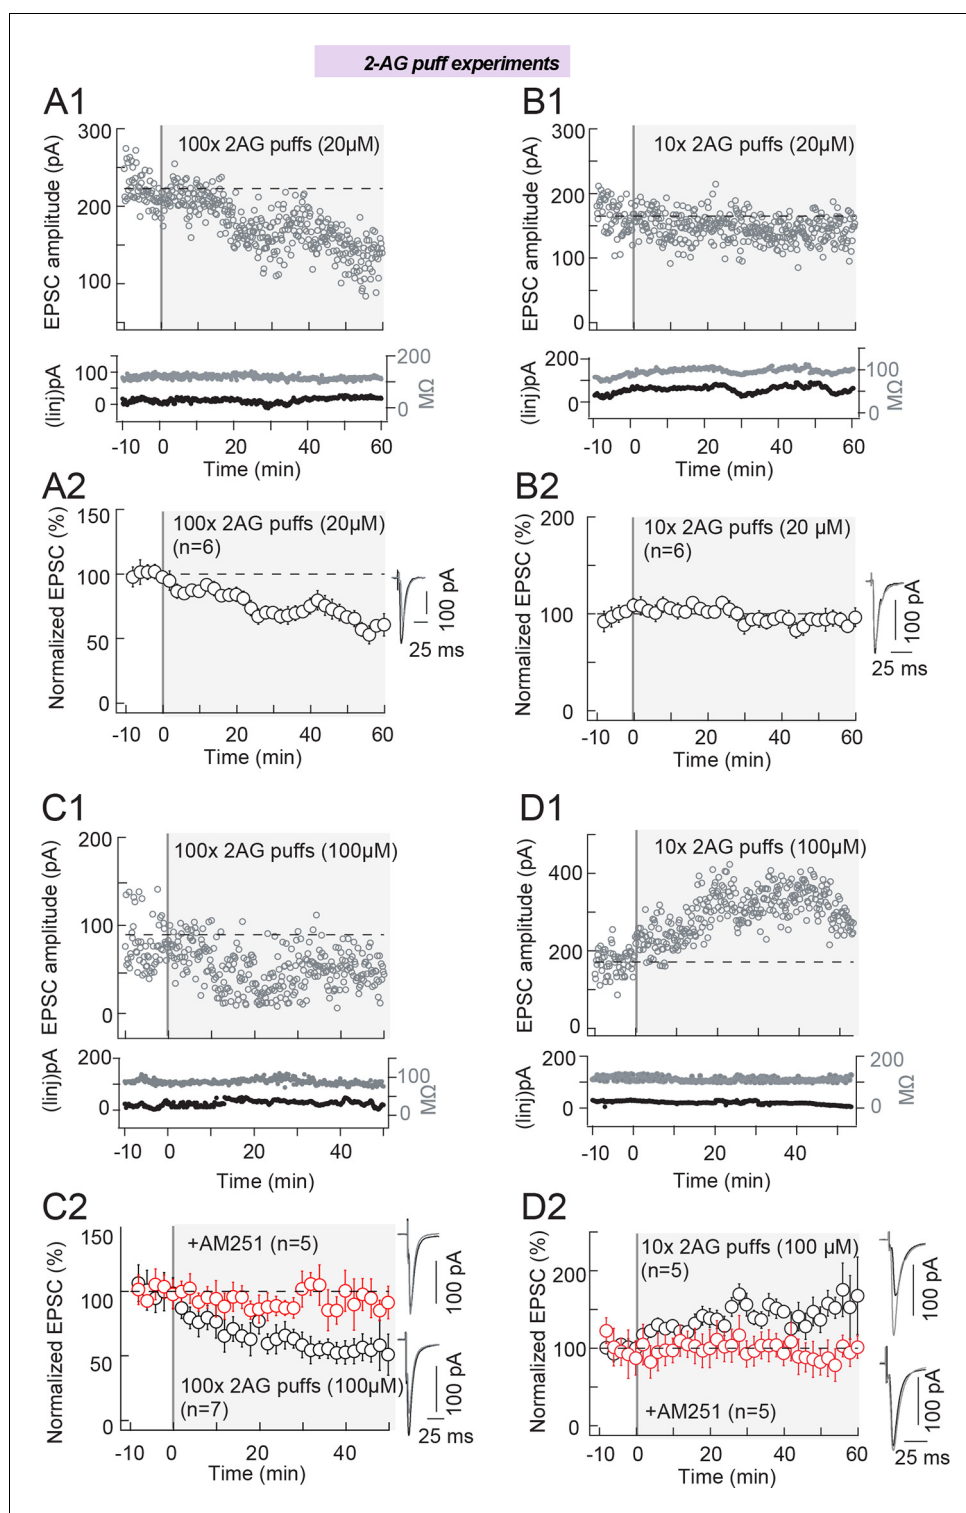 2-AG puff experiments
A1
B1
EPSC amplitude (pA)
300
200
100
100x 2AG puffs (20µM)
EPSC amplitude (pA)
300
200
100
0
10x 2AG puffs (20µM)
(Iinj)pA
100
0
200
0
MΩ
-10 0 20 40 60
Time (min)
(Iinj)pA
200
0
100
0
MΩ
-10 0 20 40 60
Time (min)
A2
B2
Normalized EPSC (%)
150
100
50
0
100x 2AG puffs (20µM)
(n=6)
100 pA
25 ms
-10 0 20 40 60
Time (min)
Normalized EPSC (%)
200
100
0
10x 2AG puffs (20 µM)
(n=6)
100 pA
25 ms
-10 0 20 40 60
Time (min)
C1
D1
EPSC amplitude (pA)
200
100
0
100x 2AG puffs (100µM)
EPSC amplitude (pA)
400
200
0
10x 2AG puffs (100µM)
(Iinj)pA
200
0
100
0
MΩ
-10 0 20 40
Time (min)
(Iinj)pA
200
0
200
0
MΩ
-10 0 20 40
Time (min)
C2
D2
Normalized EPSC (%)
150
100
50
0
+AM251 (n=5)
100x 2AG puffs (100µM)
(n=7)
100 pA
100 pA
25 ms
-10 0 20 40
Time (min)
Normalized EPSC (%)
200
100
0
10x 2AG puffs (100 µM)
(n=5)
+AM251 (n=5)
100 pA
100 pA
25 ms
-10 0 20 40 60
Time (min)